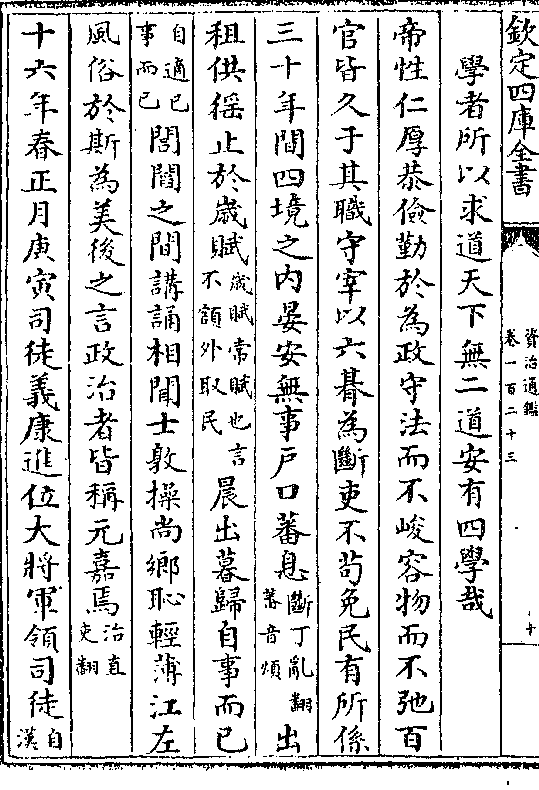 欽定四庫全書
資治通鑑
卷一百二十三
十
學者所以求道天下無二道安有四學哉
帝性仁厚恭儉勤於為政守法而不峻容物而不弛百
官皆久于其職守宰以六朞為斷吏不茍免民有所係
三十年間四境之内晏安無事戶口蕃息斷丁亂翻蕃音煩出
租供徭止於歲賦歲賦常賦也言不額外取民晨出暮歸自事而已
自適已事而已閭閻之間講誦相聞士敦操尚鄉恥輕薄江左
風俗於斯為美後之言政治者皆稱元嘉焉治直吏翻
十六年春正月庚寅司徒義康進位大將軍領司徒自漢